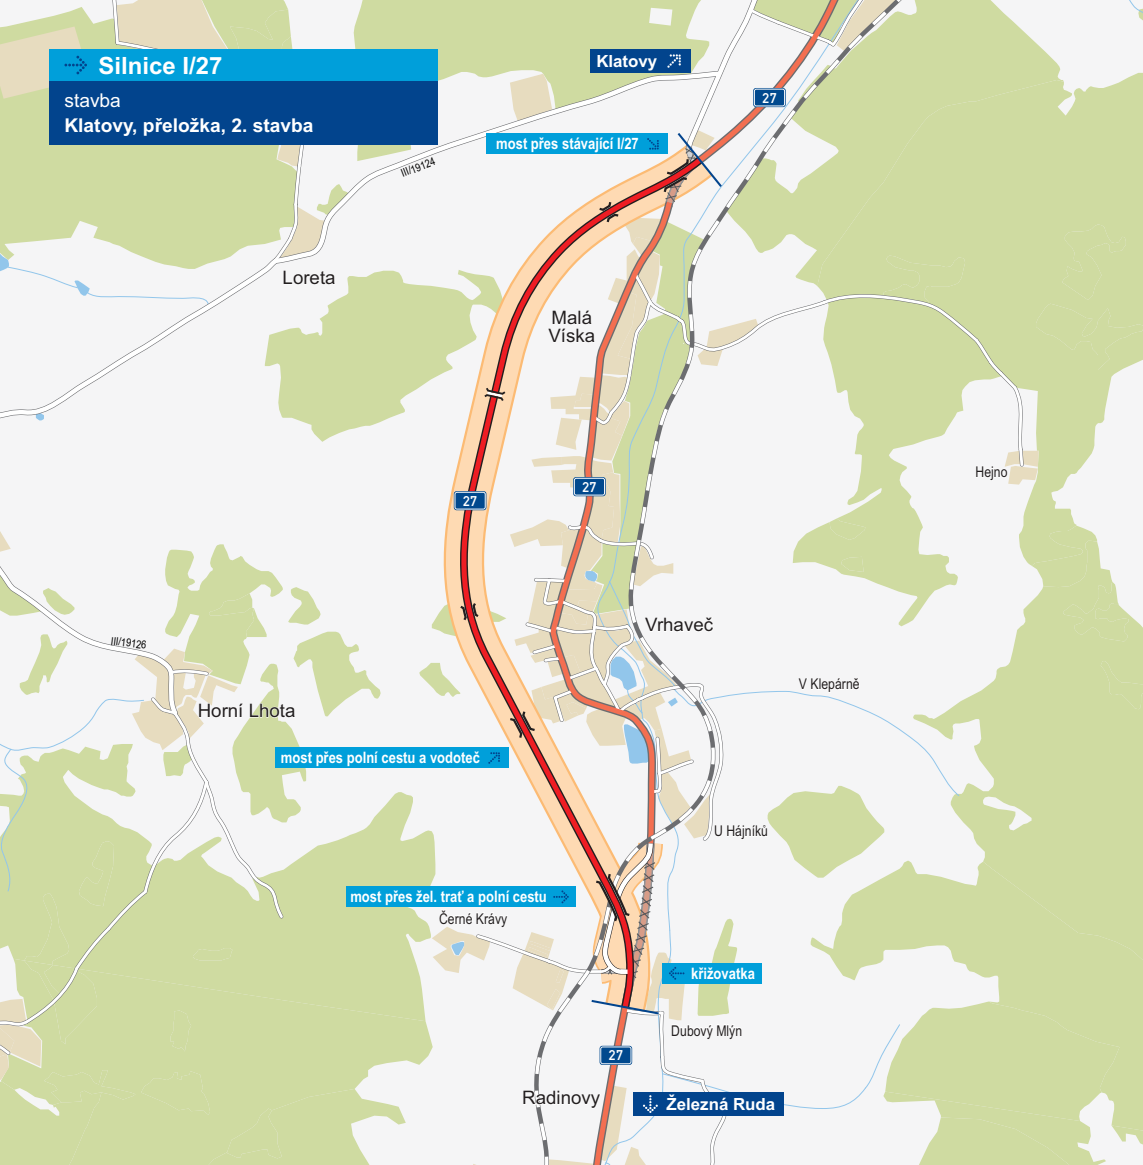 Silnice I/27
stavba
Klatovy, přeložka, 2. stavba
Klatovy
27
most přes stávající I/27
III/19124
Loreta
Malá
Víska
Hejno
27
27
Vrhaveč
III/19126
V Klepárně
Horní Lhota
most přes polní cestu a vodoteč
U Hájníků
most přes žel. trať a polní cestu
Černé Krávy
křižovatka
Dubový Mlýn
27
Radinovy
Železná Ruda